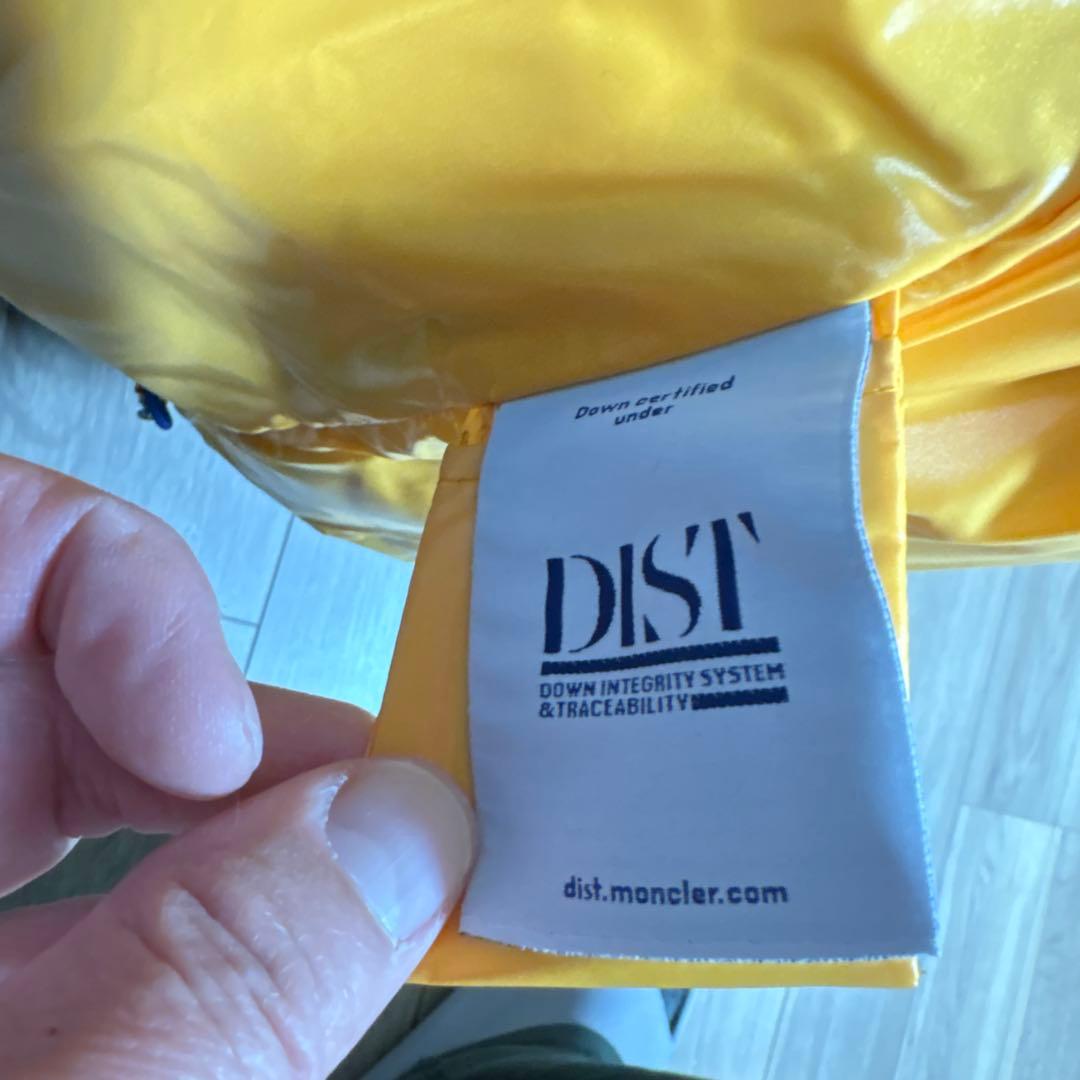 Down certified
under
DIST
DOWN INTEGRITY SYSTEM
&TRACEABILITY
dist.moncler.com